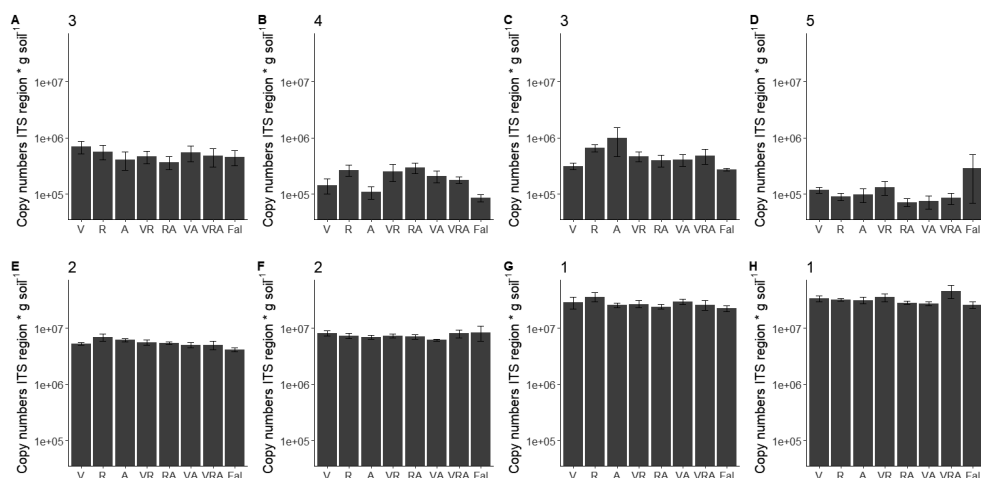 A 3
Copy numbers ITS region * g soil⁻¹
1e+07
1e+06
1e+05
V R A VR RA VA VRA Fal
B 4
Copy numbers ITS region * g soil⁻¹
1e+07
1e+06
1e+05
V R A VR RA VA VRA Fal
C 3
Copy numbers ITS region * g soil⁻¹
1e+07
1e+06
1e+05
V R A VR RA VA VRA Fal
D 5
Copy numbers ITS region * g soil⁻¹
1e+07
1e+06
1e+05
V R A VR RA VA VRA Fal
E 2
Copy numbers ITS region * g soil⁻¹
1e+07
1e+06
1e+05
V R A VR RA VA VRA Fal
F 2
Copy numbers ITS region * g soil⁻¹
1e+07
1e+06
1e+05
V R A VR RA VA VRA Fal
G 1
Copy numbers ITS region * g soil⁻¹
1e+07
1e+06
1e+05
V R A VR RA VA VRA Fal
H 1
Copy numbers ITS region * g soil⁻¹
1e+07
1e+06
1e+05
V R A VR RA VA VRA Fal